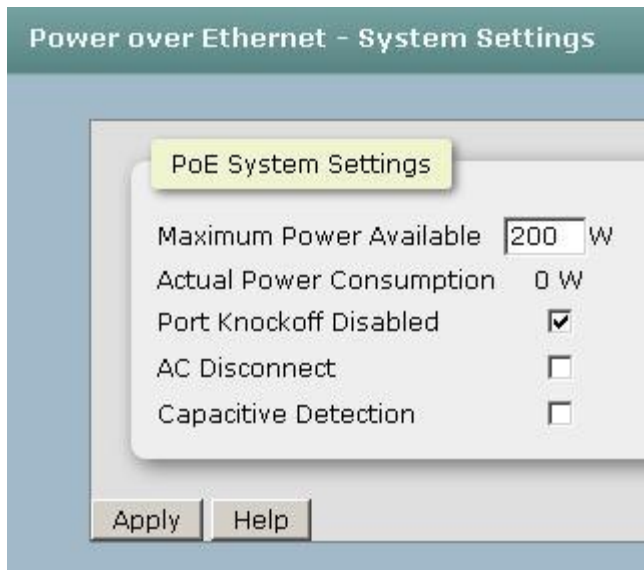 Power over Ethernet - System Settings
PoE System Settings
Maximum Power Available 200 W
Actual Power Consumption 0 W
Port Knockoff Disabled
AC Disconnect
Capacitive Detection
Apply Help